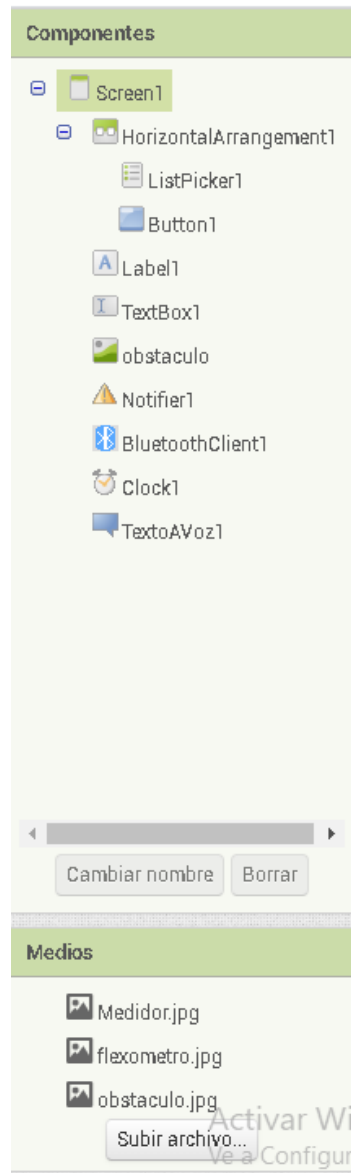 Componentes
Screen1
HorizontalArrangement1
ListPicker1
Button1
Label1
TextBox1
obstaculo
Notifier1
BluetoothClient1
Clock1
TextoAVoz1
Cambiar nombre Borrar
Medios
Medidor.jpg
flexometro.jpg
obstaculo.jpg
Activar Wi
Subir archivo...
Ve a Configur